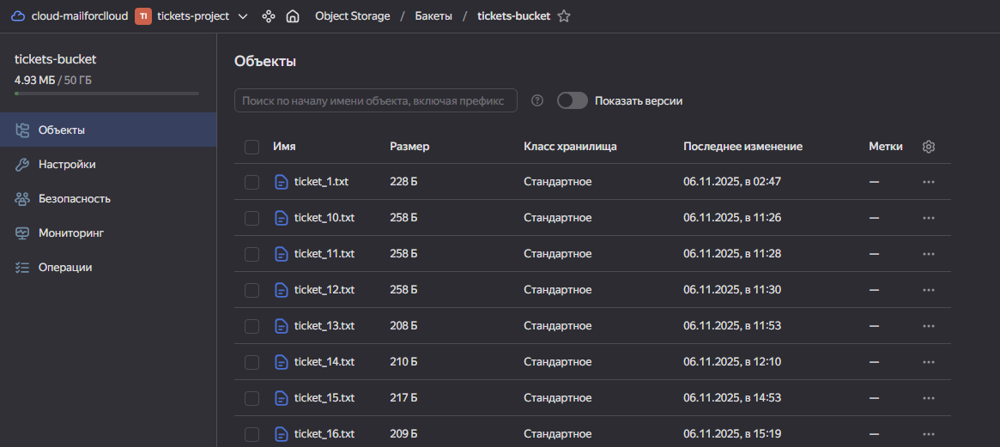 cloud-mailforclloud TI tickets-project Object Storage / Бакеты / tickets-bucket
tickets-bucket
4.93 МБ / 50 ГБ
Объекты
Настройки
Безопасность
Мониторинг
Операции
Объекты
Поиск по началу имени объекта, включая префикс ? Показать версии
Имя Размер Класс хранилища Последнее изменение Метки
ticket_1.txt 228 Б Стандартное 06.11.2025, в 02:47 — ···
ticket_10.txt 258 Б Стандартное 06.11.2025, в 11:26 — ···
ticket_11.txt 258 Б Стандартное 06.11.2025, в 11:28 — ···
ticket_12.txt 258 Б Стандартное 06.11.2025, в 11:30 — ···
ticket_13.txt 208 Б Стандартное 06.11.2025, в 11:53 — ···
ticket_14.txt 210 Б Стандартное 06.11.2025, в 12:10 — ···
ticket_15.txt 217 Б Стандартное 06.11.2025, в 14:53 — ···
ticket_16.txt 209 Б Стандартное 06.11.2025, в 15:19 — ···